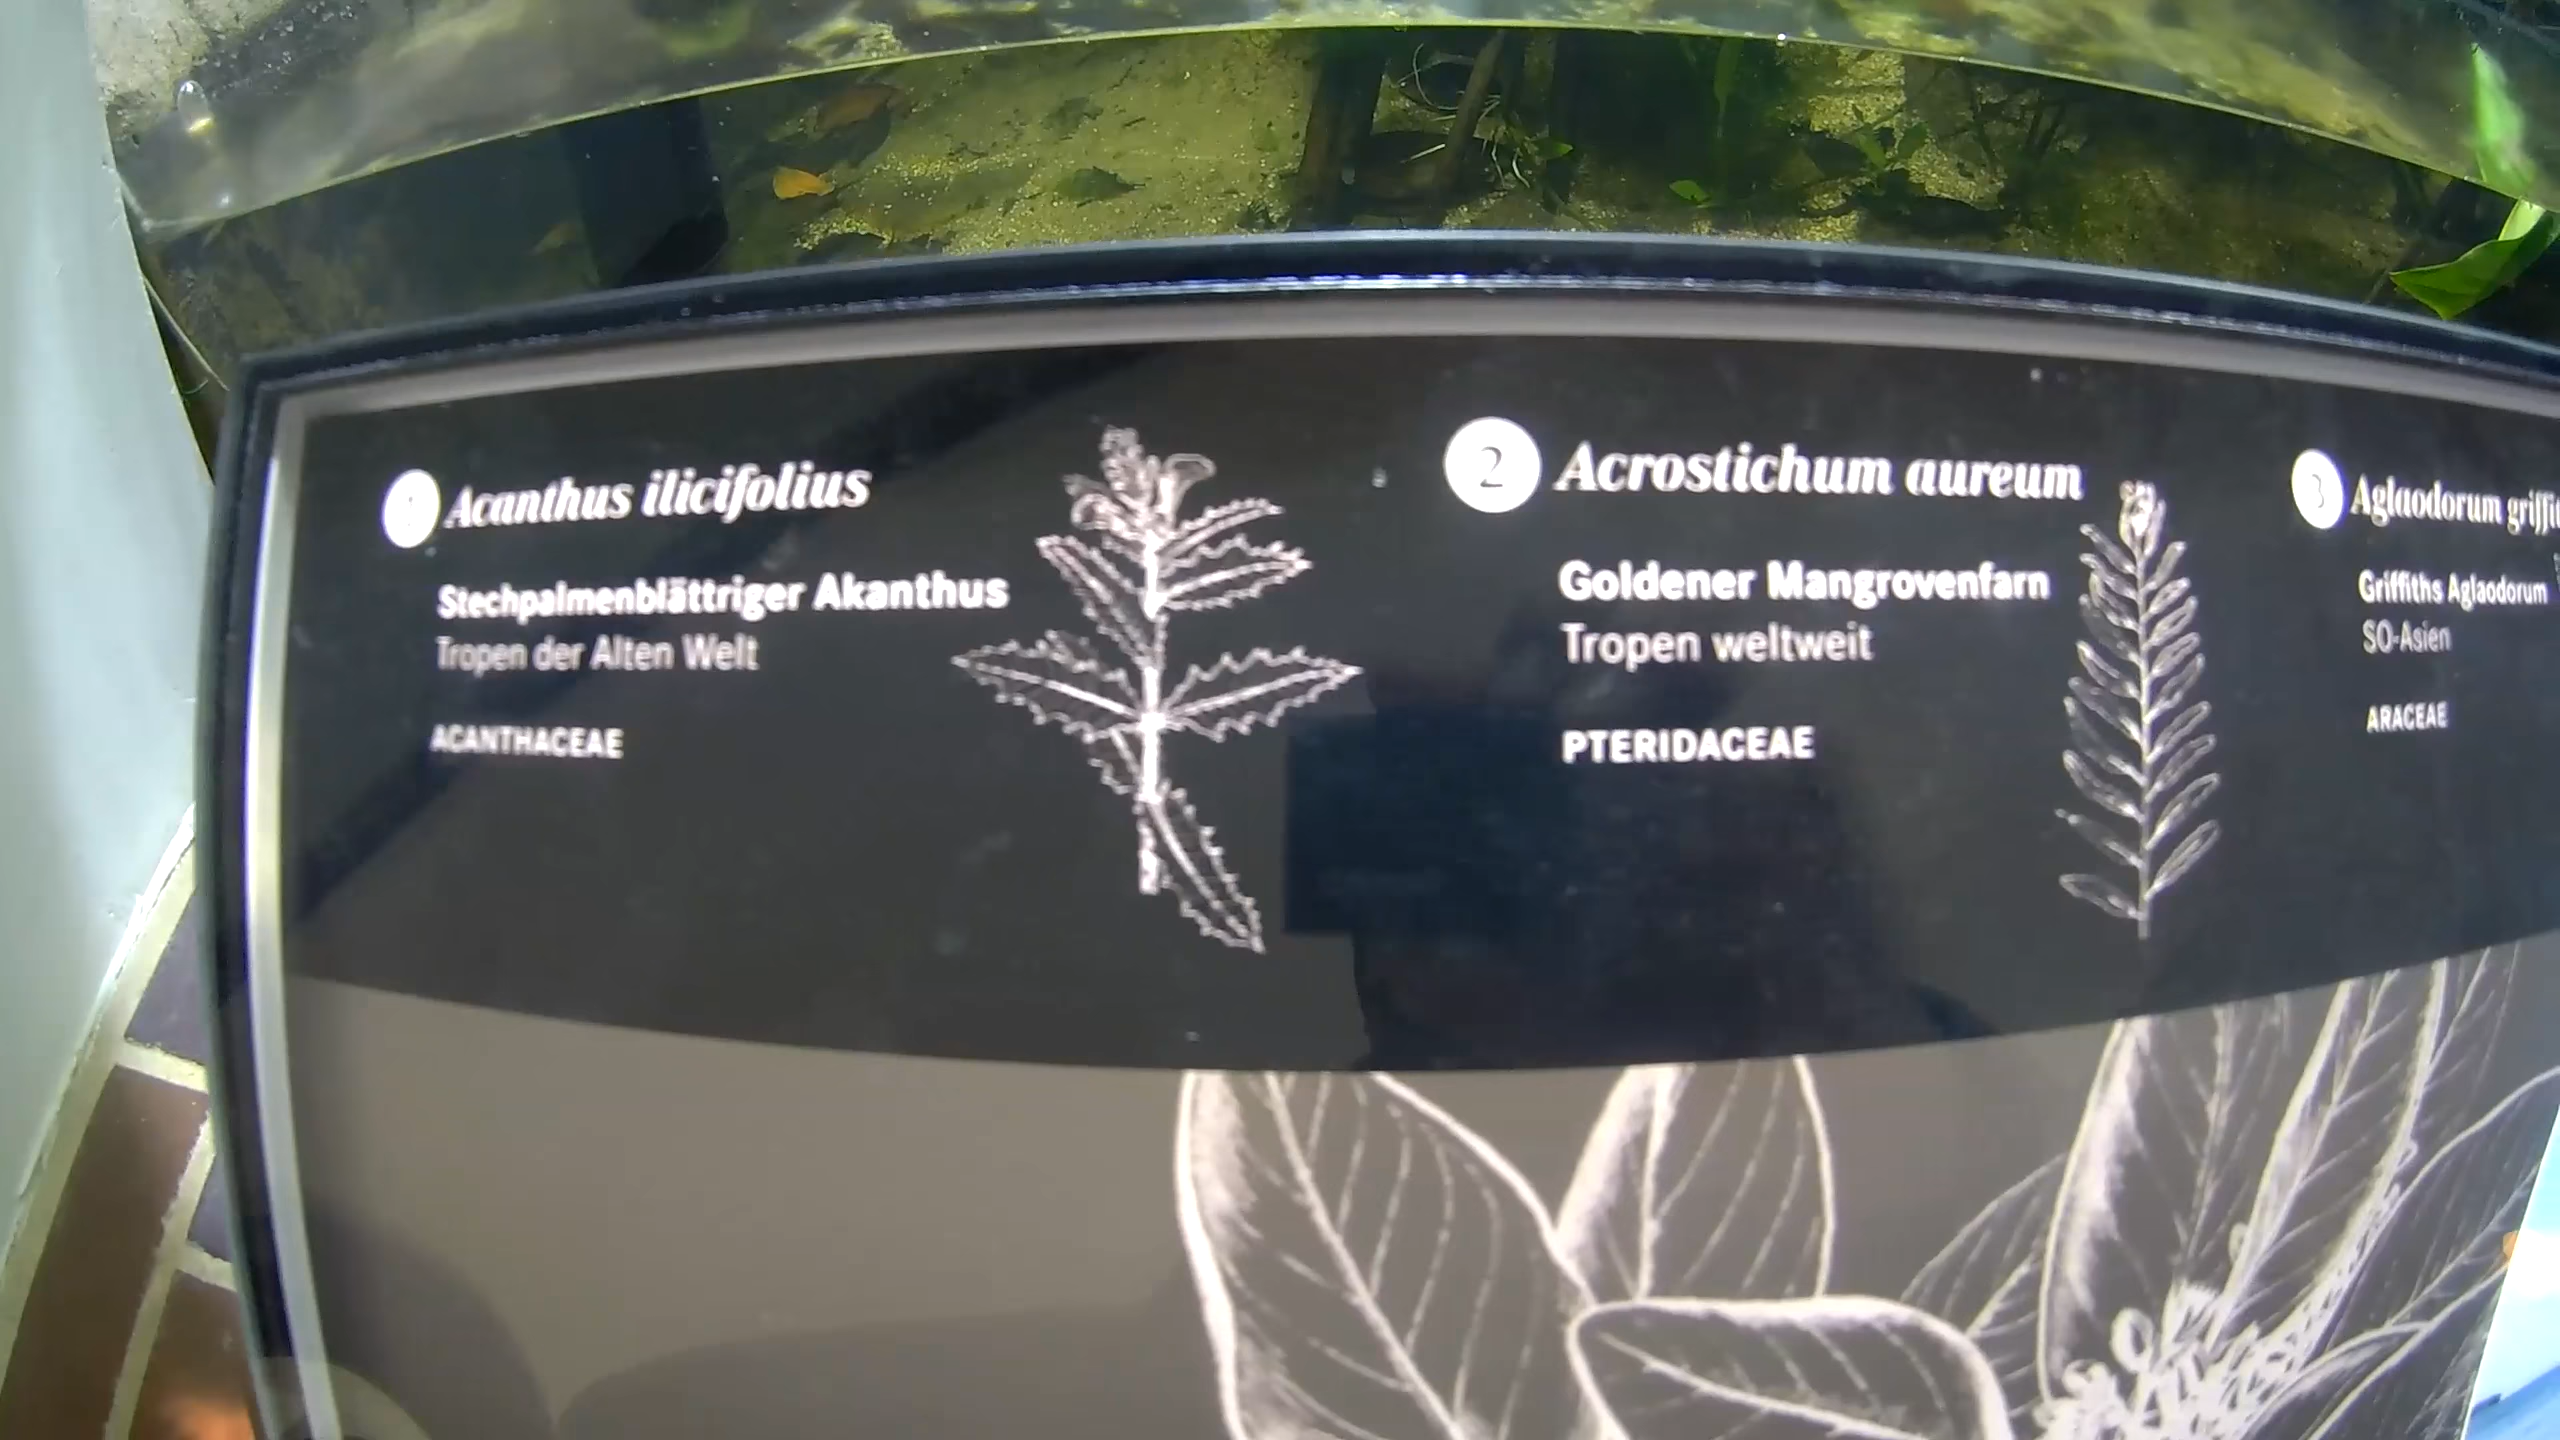 1 Acanthus ilicifolius
Stechpalmenblättriger Akanthus
Tropen der Alten Welt
ACANTHACEAE
2 Acrostichum aureum
Goldener Mangrovenfarn
Tropen weltweit
PTERIDACEAE
3 Aglaodorum
Griffiths Aglaodorum
SO-Asien
ARACEAE